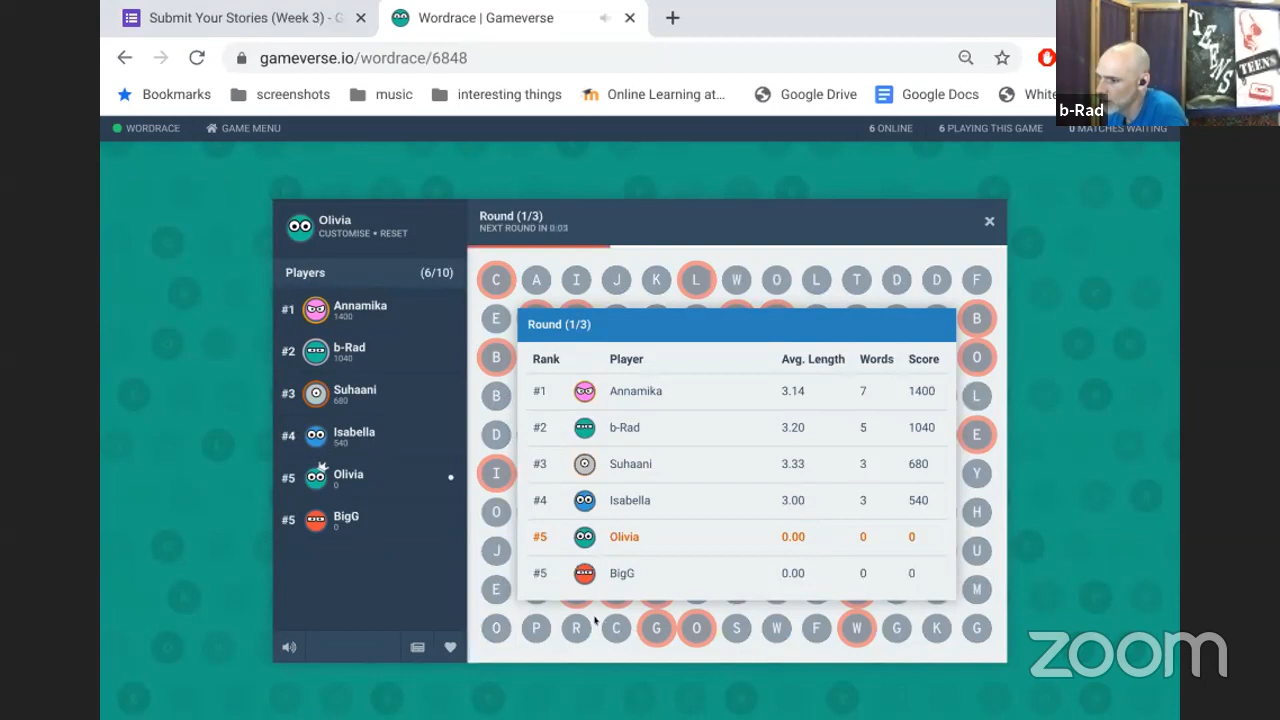 Submit Your Stories (Week 3) - G
Wordrace | Gameverse
gameverse.io/wordrace/6848
Bookmarks screenshots music interesting things Online Learning at... Google Drive Google Docs White
b-Rad
TEENS
TEENS
WORDRACE GAME MENU 6 ONLINE 6 PLAYING THIS GAME 0 MATCHES WAITING
Olivia
CUSTOMISE • RESET
Round (1/3)
NEXT ROUND IN 0:03
Players (6/10)
#1 Annamika
1400
#2 b-Rad
1040
#3 Suhaani
680
#4 Isabella
540
#5 Olivia
0
#5 BigG
0
C A I J K L W O L T D D F
E B
B O
B L
D E
I Y
O H
J U
E M
O P R C G O S W F W G K G
Round (1/3)
Rank Player Avg. Length Words Score
#1 Annamika 3.14 7 1400
#2 b-Rad 3.20 5 1040
#3 Suhaani 3.33 3 680
#4 Isabella 3.00 3 540
#5 Olivia 0.00 0 0
#5 BigG 0.00 0 0
zoom